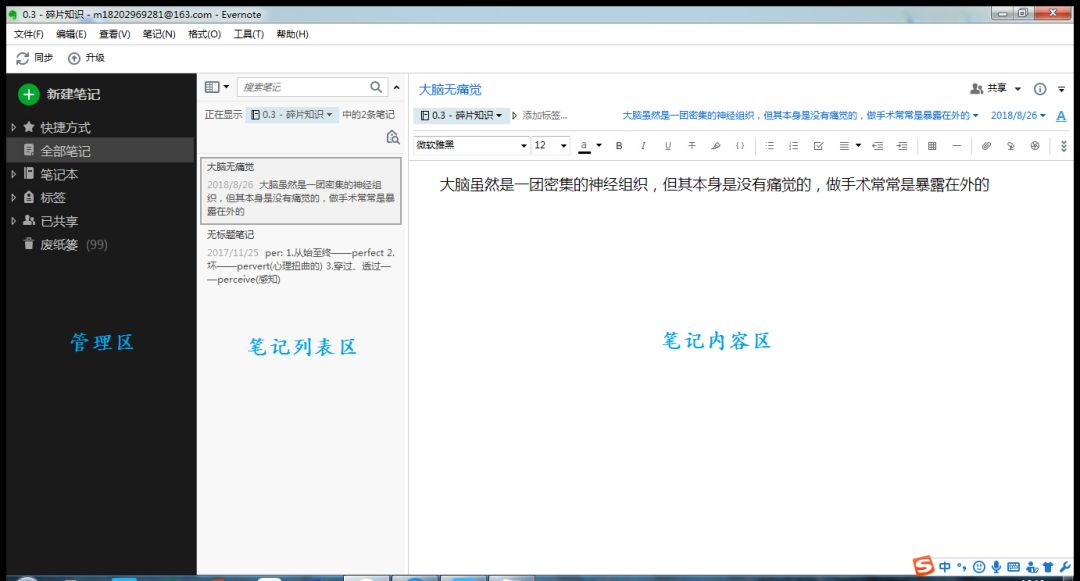 0.3 - 碎片知识 - m18202969281@163.com - Evernote
文件(F) 编辑(E) 查看(V) 笔记(N) 格式(O) 工具(T) 帮助(H)
同步 升级
新建笔记
快捷方式
全部笔记
笔记本
标签
已共享
废纸篓 (99)
管理区
搜索笔记
正在显示 0.3 - 碎片知识 中的2条笔记
大脑无痛觉
2018/8/26 大脑虽然是一团密集的神经组
织，但其本身是没有痛觉的，做手术常常是暴
露在外的
无标题笔记
2017/11/25 per: 1.从始至终——perfect 2.
坏——pervert(心理扭曲的) 3.穿过、透过—
—perceive(感知)
笔记列表区
大脑无痛觉
共享
0.3 - 碎片知识 添加标签...
大脑虽然是一团密集的神经组织，但其本身是没有痛觉的，做手术常常是暴露在外的 2018/8/26 A
微软雅黑 12 a B I U T
大脑虽然是一团密集的神经组织，但其本身是没有痛觉的，做手术常常是暴露在外的
笔记内容区
S 中